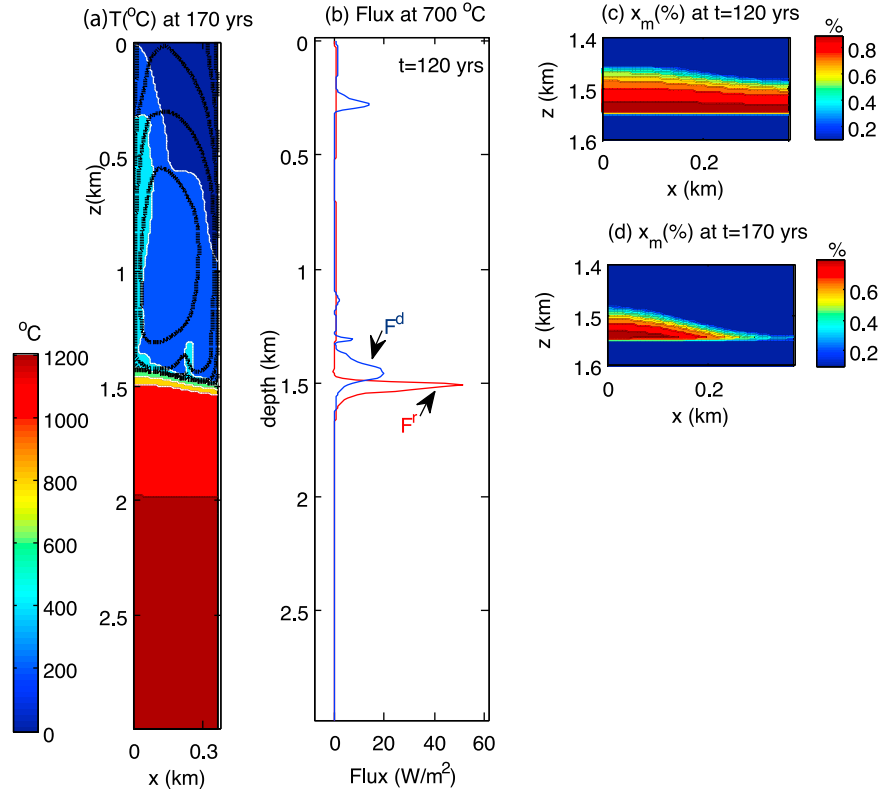 (a)T(°C) at 170 yrs
0
0.5
1
1.5
2
2.5
z(km)
0
0.3
x (km)
°C
1200
1000
800
600
400
200
0
(b) Flux at 700 °C
t=120 yrs
0
0.5
1
1.5
2
2.5
depth (km)
F^d
F^r
0
20
40
60
Flux (W/m²)
(c) x_m(%) at t=120 yrs
1.4
1.5
1.6
z (km)
0
0.2
x (km)
%
0.8
0.6
0.4
0.2
(d) x_m(%) at t=170 yrs
1.4
1.5
1.6
z (km)
0
0.2
x (km)
%
0.8
0.6
0.4
0.2